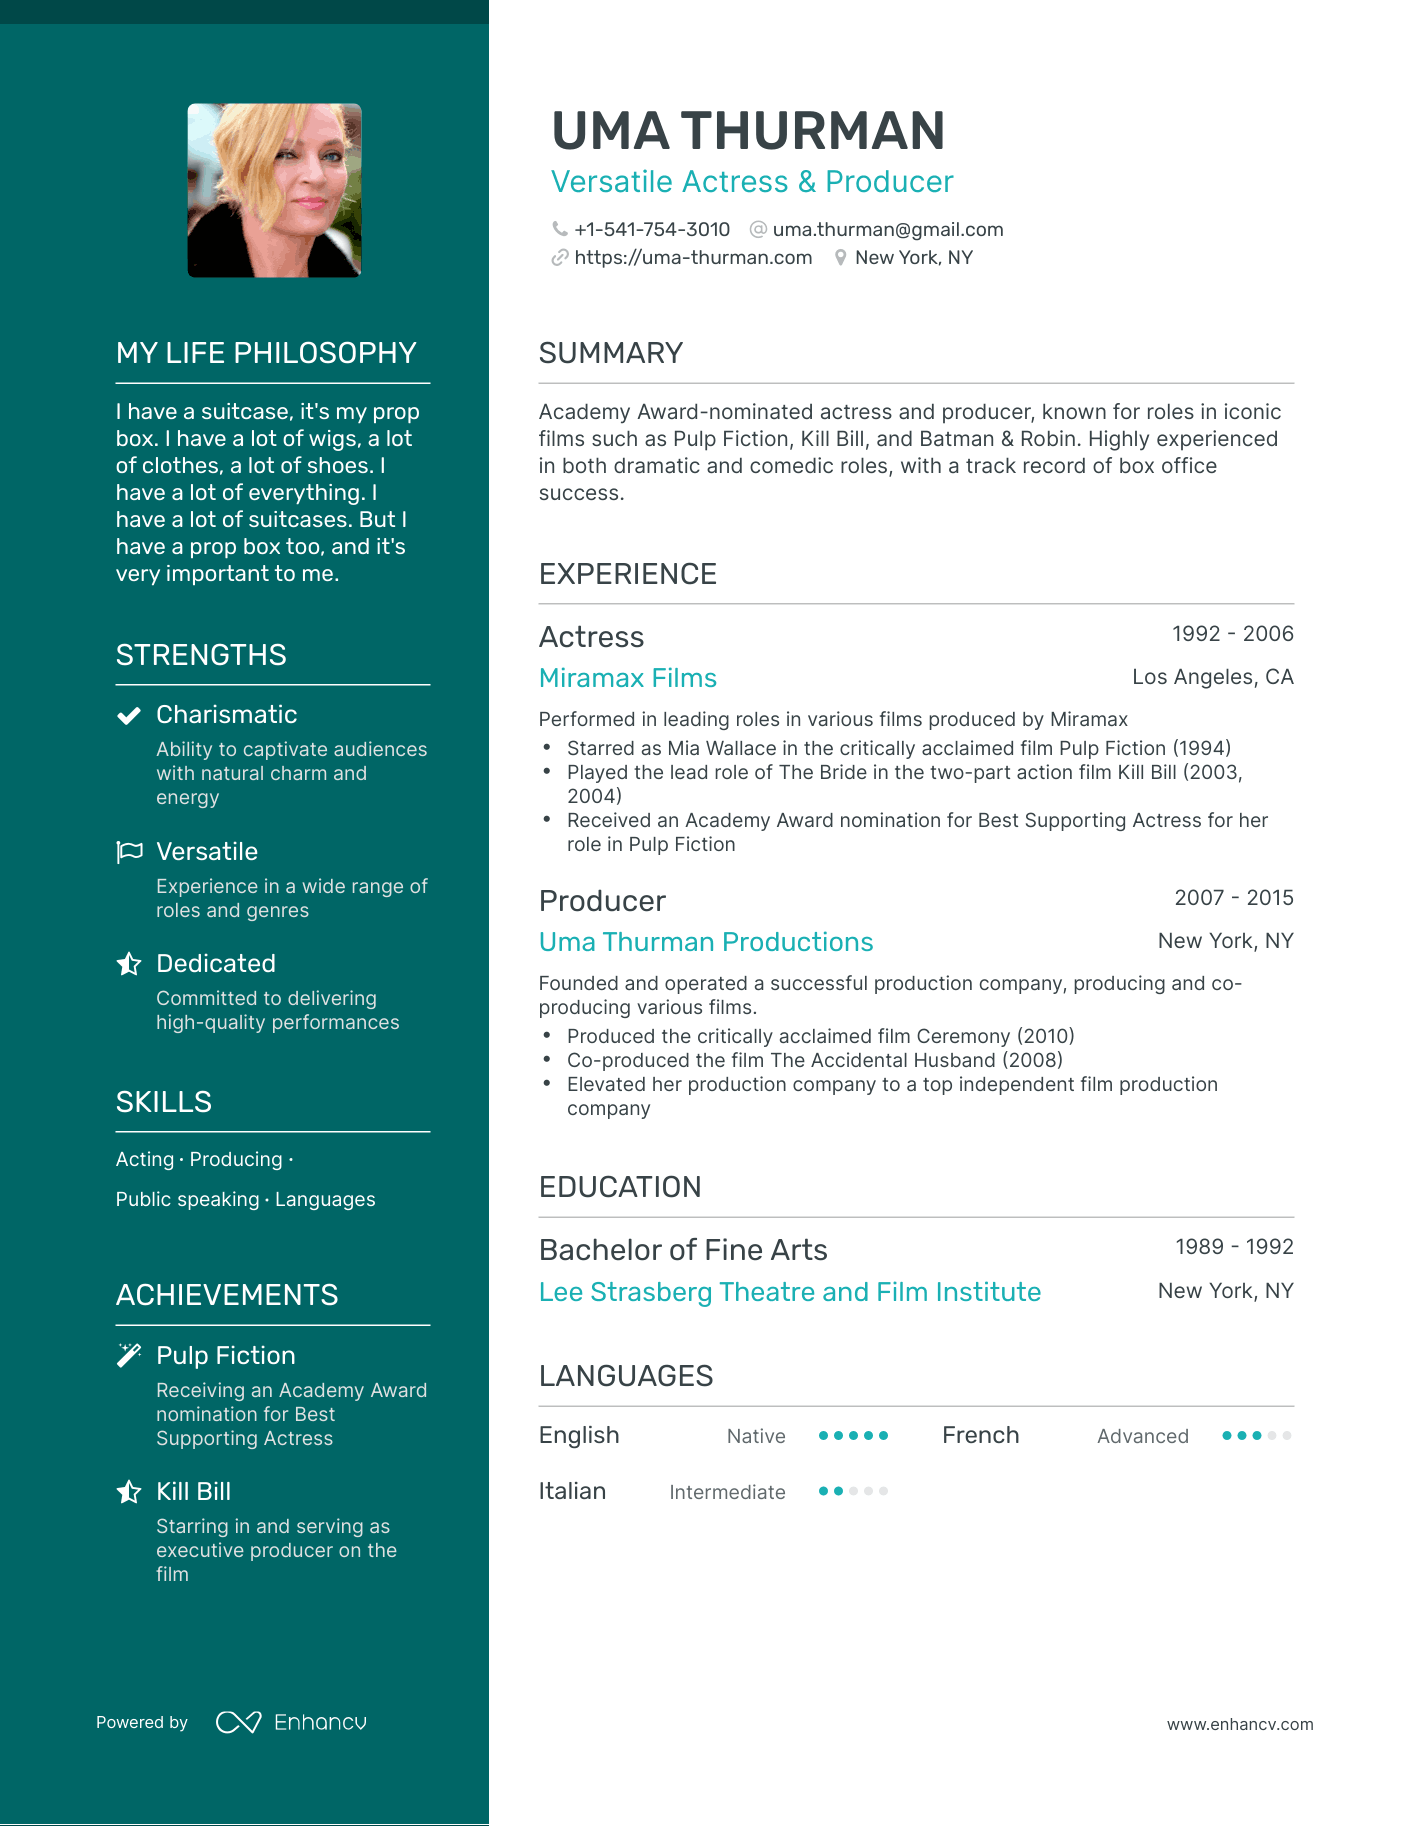 UMA THURMAN
Versatile Actress & Producer
+1-541-754-3010 uma.thurman@gmail.com
https://uma-thurman.com New York, NY
MY LIFE PHILOSOPHY
I have a suitcase, it's my prop
box. I have a lot of wigs, a lot
of clothes, a lot of shoes. I
have a lot of everything. I
have a lot of suitcases. But I
have a prop box too, and it's
very important to me.
STRENGTHS
Charismatic
Ability to captivate audiences
with natural charm and
energy
Versatile
Experience in a wide range of
roles and genres
Dedicated
Committed to delivering
high-quality performances
SKILLS
Acting · Producing ·
Public speaking · Languages
ACHIEVEMENTS
Pulp Fiction
Receiving an Academy Award
nomination for Best
Supporting Actress
Kill Bill
Starring in and serving as
executive producer on the
film
SUMMARY
Academy Award-nominated actress and producer, known for roles in iconic
films such as Pulp Fiction, Kill Bill, and Batman & Robin. Highly experienced
in both dramatic and comedic roles, with a track record of box office
success.
EXPERIENCE
Actress 1992 - 2006
Miramax Films Los Angeles, CA
Performed in leading roles in various films produced by Miramax
• Starred as Mia Wallace in the critically acclaimed film Pulp Fiction (1994)
• Played the lead role of The Bride in the two-part action film Kill Bill (2003,
2004)
• Received an Academy Award nomination for Best Supporting Actress for her
role in Pulp Fiction
Producer 2007 - 2015
Uma Thurman Productions New York, NY
Founded and operated a successful production company, producing and co-
producing various films.
• Produced the critically acclaimed film Ceremony (2010)
• Co-produced the film The Accidental Husband (2008)
• Elevated her production company to a top independent film production
company
EDUCATION
Bachelor of Fine Arts 1989 - 1992
Lee Strasberg Theatre and Film Institute New York, NY
LANGUAGES
English Native French Advanced
Italian Intermediate
Powered by Enhancv
www.enhancv.com